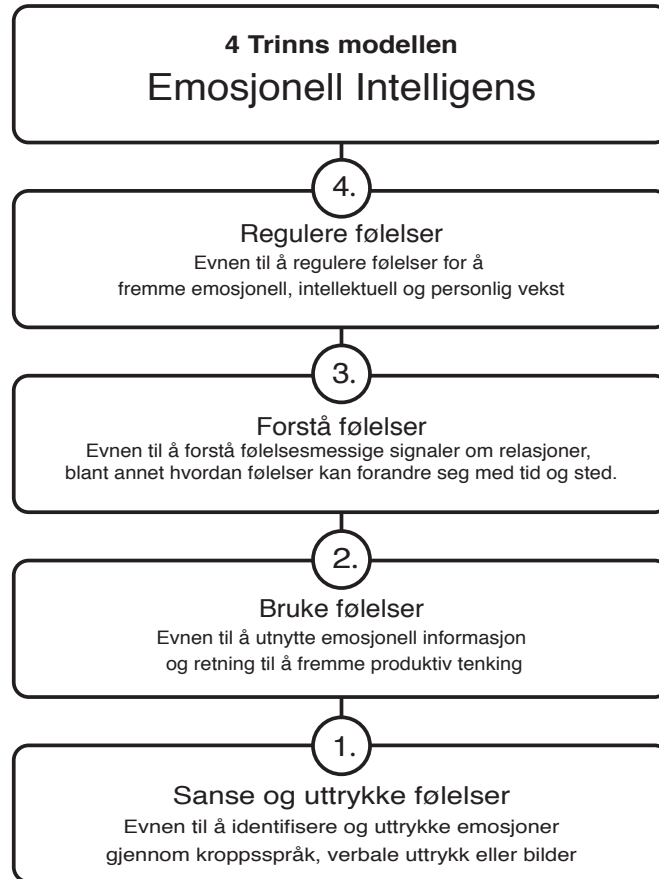 4 Trinns modellen
Emosjonell Intelligens
4.
Regulere følelser
Evnen til å regulere følelser for å
fremme emosjonell, intellektuell og personlig vekst
3.
Forstå følelser
Evnen til å forstå følelsesmessige signaler om relasjoner,
blant annet hvordan følelser kan forandre seg med tid og sted.
2.
Bruke følelser
Evnen til å utnytte emosjonell informasjon
og retning til å fremme produktiv tenking
1.
Sanse og uttrykke følelser
Evnen til å identifisere og uttrykke emosjoner
gjennom kroppsspråk, verbale uttrykk eller bilder